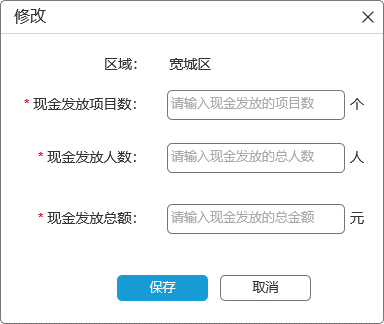 修改
区域： 宽城区
* 现金发放项目数： 请输入现金发放的项目数 个
* 现金发放人数： 请输入现金发放的总人数 人
* 现金发放总额： 请输入现金发放的总金额 元
保存 取消